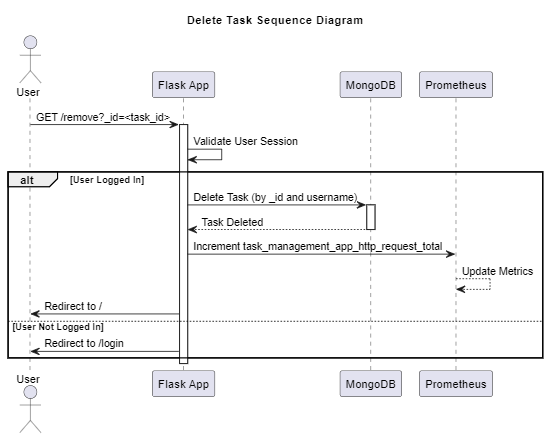 Delete Task Sequence Diagram
User
Flask App
MongoDB
Prometheus
GET /remove?_id=<task_id>
Validate User Session
alt
[User Logged In]
Delete Task (by _id and username)
Task Deleted
Increment task_management_app_http_request_total
Update Metrics
Redirect to /
[User Not Logged In]
Redirect to /login
User
Flask App
MongoDB
Prometheus